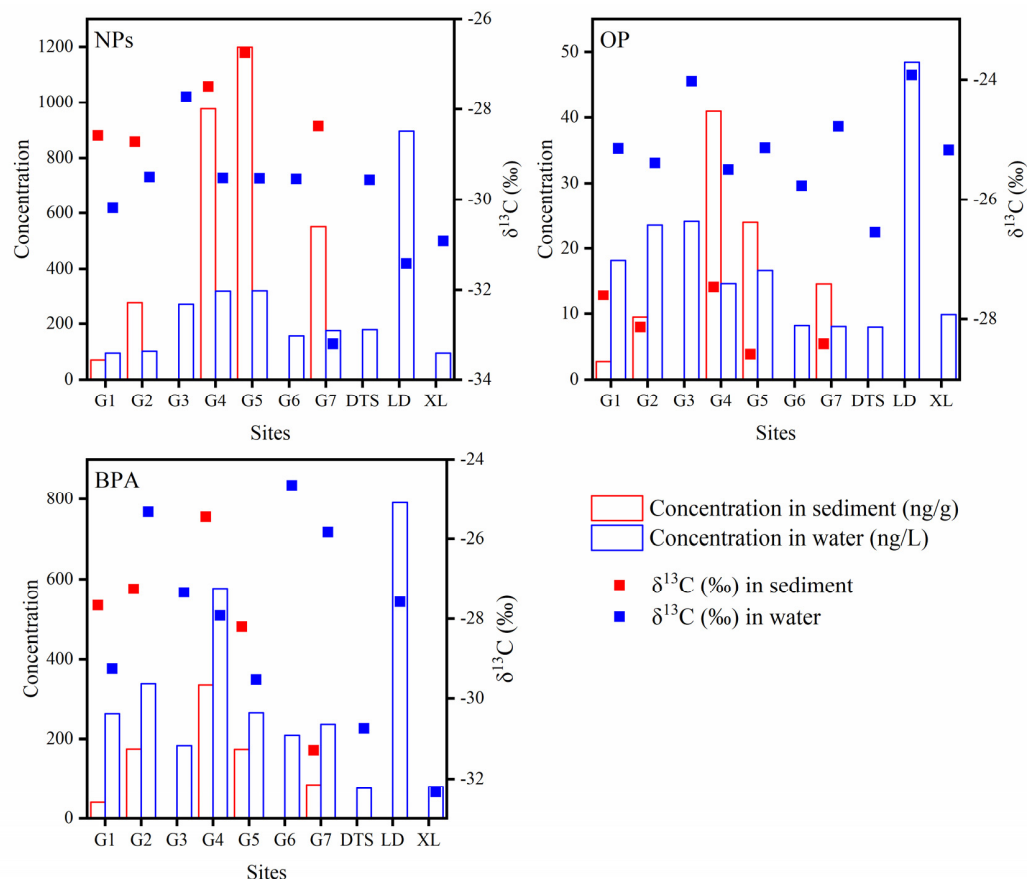 NPs
1200
1000
800
600
400
200
0
Concentration
-26
-28
-30
-32
-34
δ¹³C (‰)
G1 G2 G3 G4 G5 G6 G7 DTS LD XL
Sites
OP
50
40
30
20
10
0
Concentration
-24
-26
-28
δ¹³C (‰)
G1 G2 G3 G4 G5 G6 G7 DTS LD XL
Sites
BPA
800
600
400
200
0
Concentration
-24
-26
-28
-30
-32
δ¹³C (‰)
G1 G2 G3 G4 G5 G6 G7 DTS LD XL
Sites
Concentration in sediment (ng/g)
Concentration in water (ng/L)
δ¹³C (‰) in sediment
δ¹³C (‰) in water